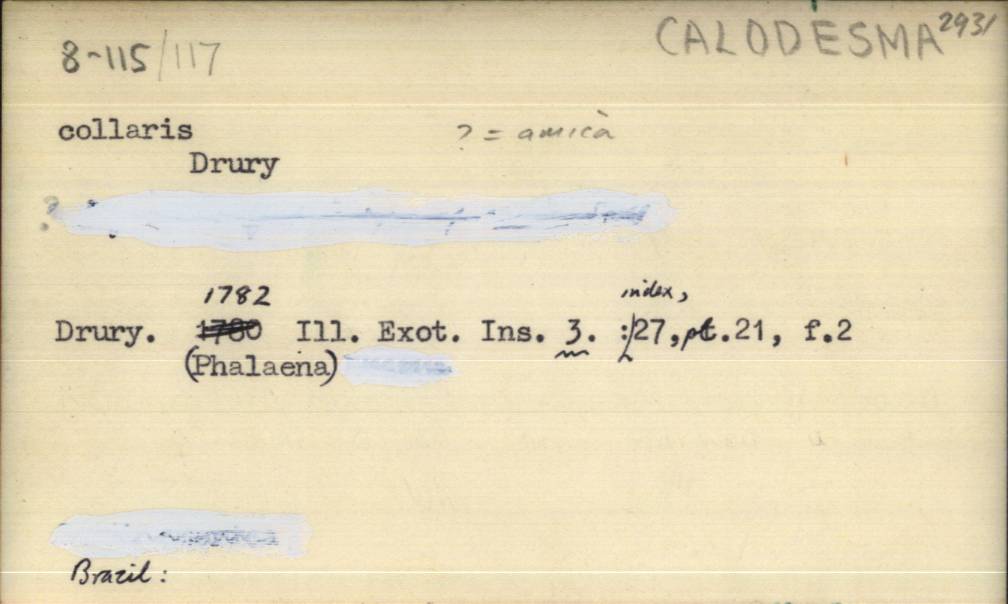 CALODESMA 2931
8-115/117
collaris ? = amica
Drury
1782 index,
Drury. 1780 Ill. Exot. Ins. 3. :27, pt.21, f.2
(Phalaena)
Brazil: